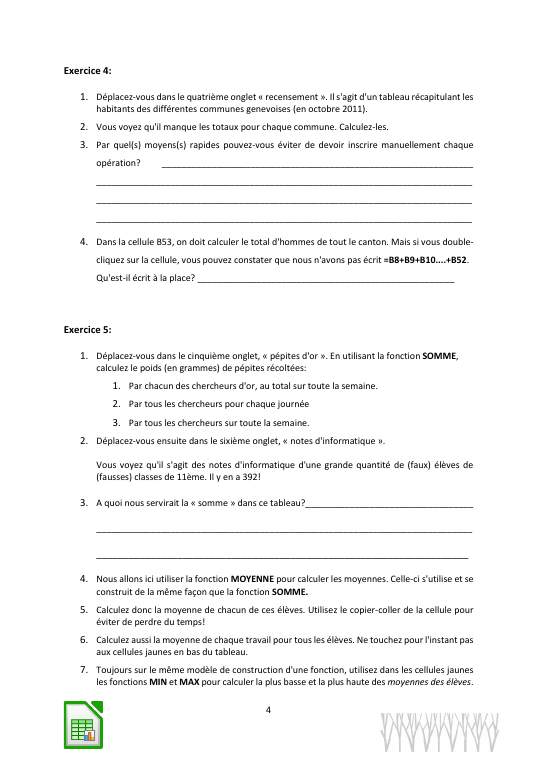 Exercice 4:
1. Déplacez-vous dans le quatrième onglet « recensement ». Il s'agit d'un tableau récapitulant les
habitants des différentes communes genevoises (en octobre 2011).
2. Vous voyez qu'il manque les totaux pour chaque commune. Calculez-les.
3. Par quel(s) moyens(s) rapides pouvez-vous éviter de devoir inscrire manuellement chaque
opération?
4. Dans la cellule B53, on doit calculer le total d'hommes de tout le canton. Mais si vous double-
cliquez sur la cellule, vous pouvez constater que nous n'avons pas écrit =B8+B9+B10....+B52.
Qu'est-il écrit à la place?
Exercice 5:
1. Déplacez-vous dans le cinquième onglet, « pépites d'or ». En utilisant la fonction SOMME,
calculez le poids (en grammes) de pépites récoltées:
1. Par chacun des chercheurs d'or, au total sur toute la semaine.
2. Par tous les chercheurs pour chaque journée
3. Par tous les chercheurs sur toute la semaine.
2. Déplacez-vous ensuite dans le sixième onglet, « notes d'informatique ».
Vous voyez qu'il s'agit des notes d'informatique d'une grande quantité de (faux) élèves de
(fausses) classes de 11ème. Il y en a 392!
3. A quoi nous servirait la « somme » dans ce tableau?
4. Nous allons ici utiliser la fonction MOYENNE pour calculer les moyennes. Celle-ci s'utilise et se
construit de la même façon que la fonction SOMME.
5. Calculez donc la moyenne de chacun de ces élèves. Utilisez le copier-coller de la cellule pour
éviter de perdre du temps!
6. Calculez aussi la moyenne de chaque travail pour tous les élèves. Ne touchez pour l'instant pas
aux cellules jaunes en bas du tableau.
7. Toujours sur le même modèle de construction d'une fonction, utilisez dans les cellules jaunes
les fonctions MIN et MAX pour calculer la plus basse et la plus haute des moyennes des élèves.
4